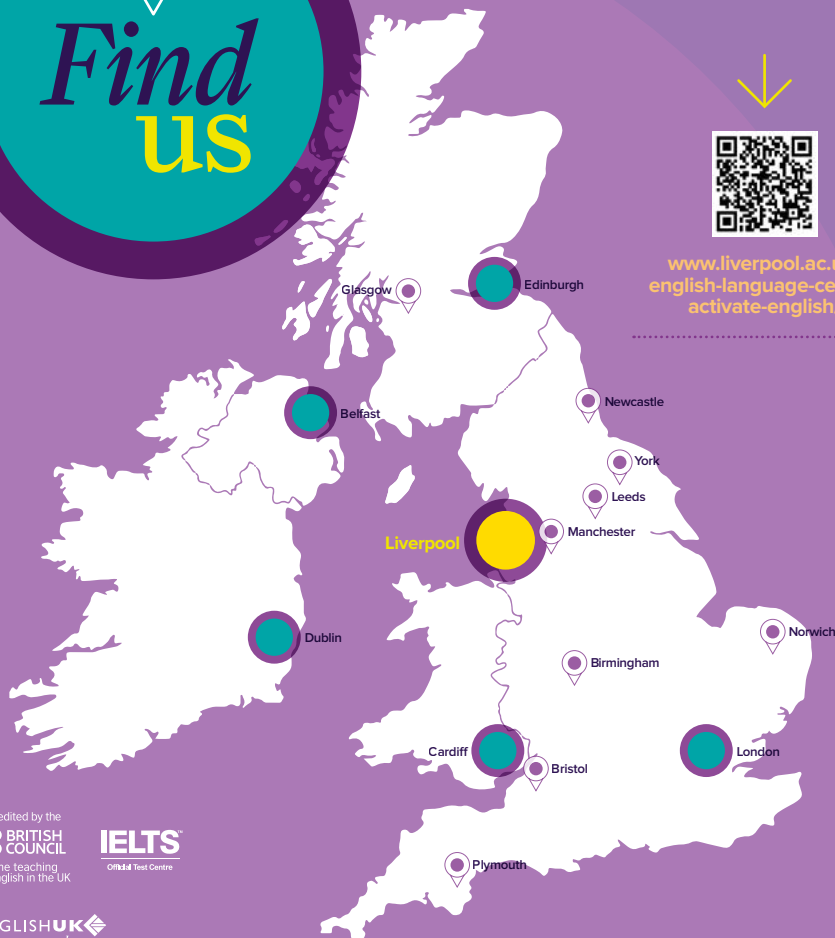 Find
us
www.liverpool.ac.u
english-language-ce
activate-english
Glasgow
Edinburgh
Belfast
Newcastle
York
Leeds
Manchester
Liverpool
Dublin
Norwich
Birmingham
Cardiff
London
Bristol
Plymouth
edited by the
BRITISH
COUNCIL
he teaching
nglish in the UK
IELTS™
Official Test Centre
GLISHUK